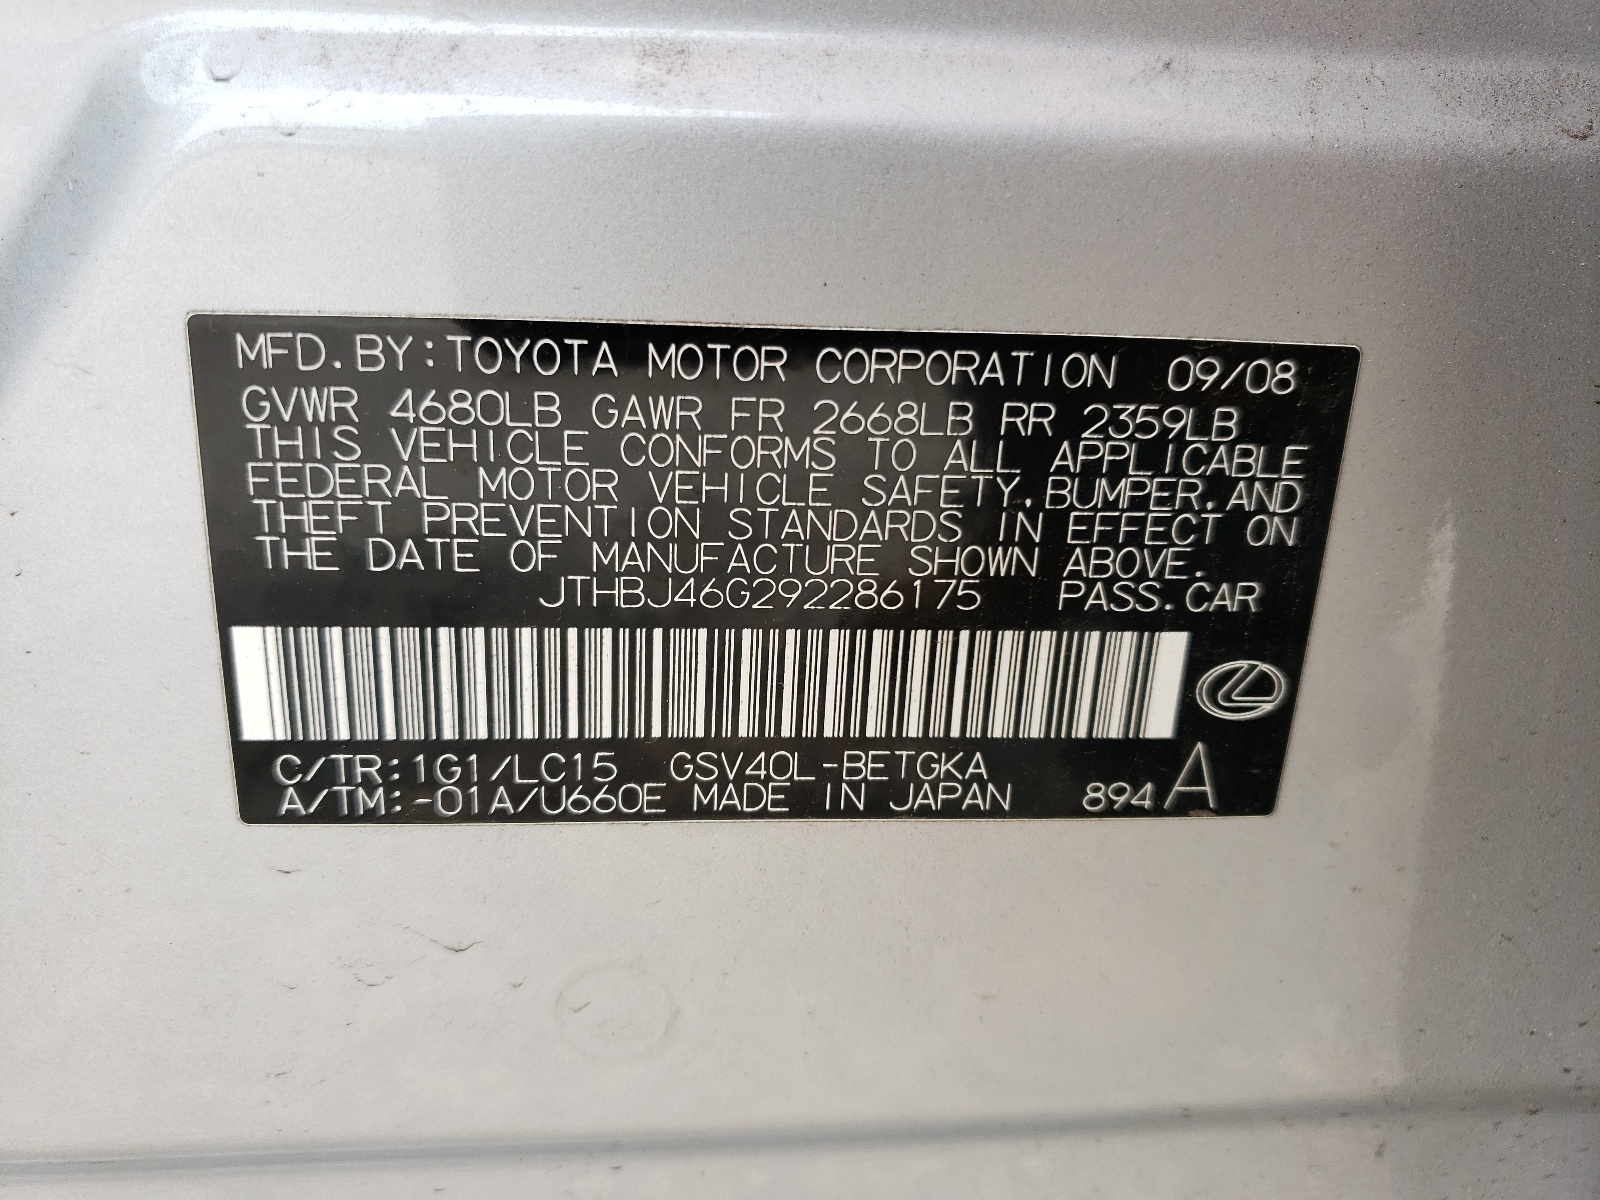 MFD.BY:TOYOTA MOTOR CORPORATION 09/08
GVWR 4680LB GAWR FR 2668LB RR 2359LB
THIS VEHICLE CONFORMS TO ALL APPLICABLE
FEDERAL MOTOR VEHICLE SAFETY,BUMPER,AND
THEFT PREVENTION STANDARDS IN EFFECT ON
THE DATE OF MANUFACTURE SHOWN ABOVE.
JTHBJ46G292286175 PASS.CAR
C/TR:1G1/LC15 GSV40L-BETGKA
A/TM:-01A/U660E MADE IN JAPAN 894A